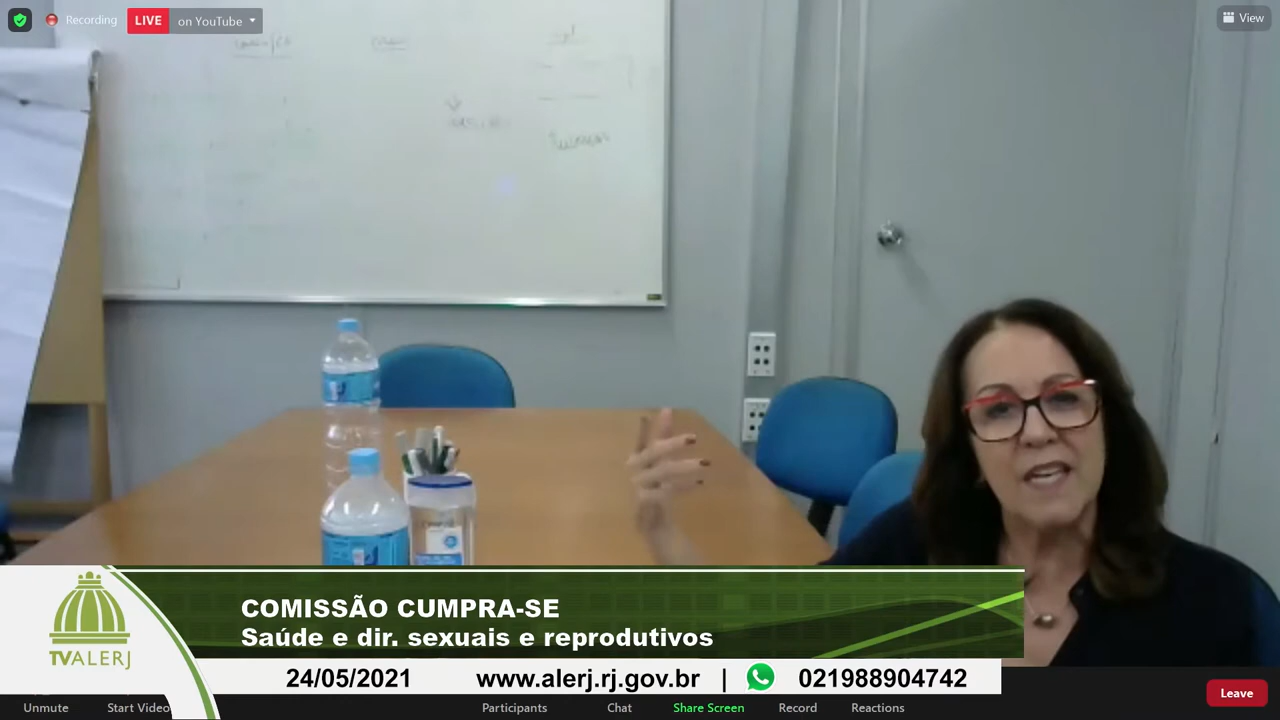 Recording
LIVE on YouTube
View
COMISSÃO CUMPRA-SE
Saúde e dir. sexuais e reprodutivos
TVALERJ
24/05/2021 www.alerj.rj.gov.br | 021988904742
Unmute Start Video Participants Chat Share Screen Record Reactions Leave